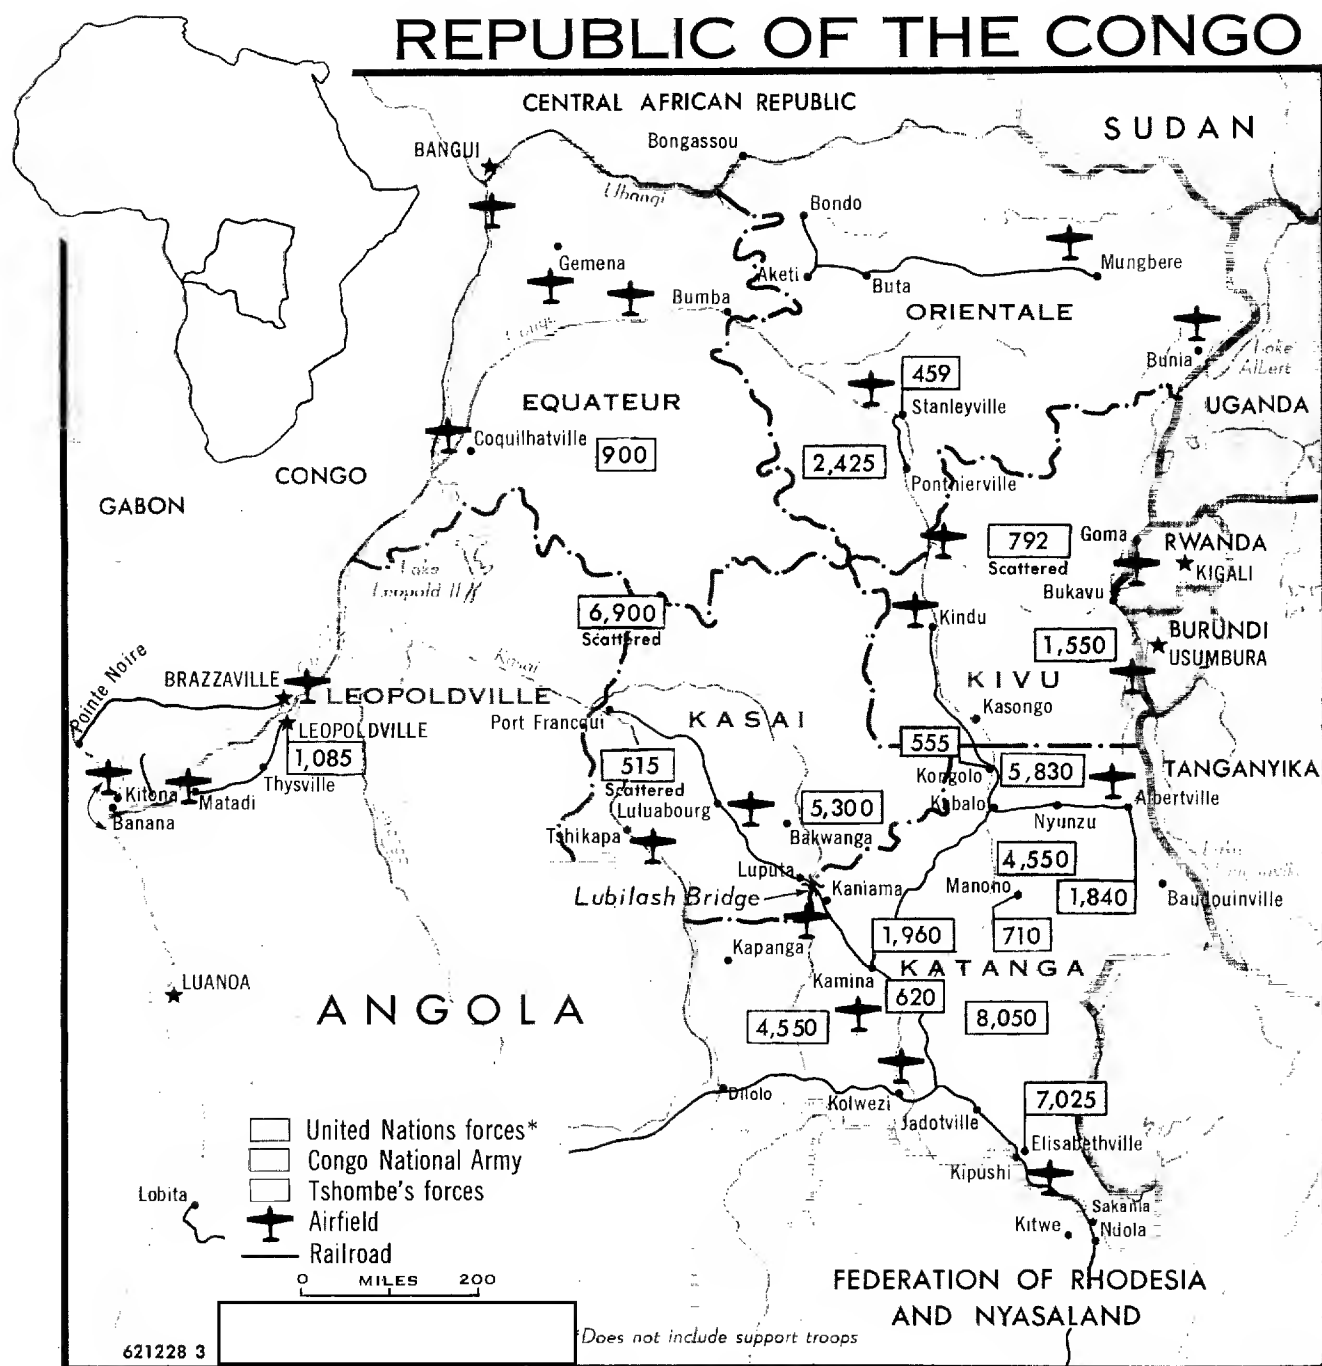 REPUBLIC OF THE CONGO
CENTRAL AFRICAN REPUBLIC
SUDAN
BANGUI
Bongassou
Ubangi
Bondo
Gemena
Aketi
Buta
Mungbere
Bumba
ORIENTALE
Bunia
Lake
Albert
459
EQUATEUR
Stanleyville
UGANDA
Coquilhatville
900
2,425
CONGO
Ponthierville
GABON
792
Scattered
Goma
RWANDA
KIGALI
Lake
Leopold II
Bukavu
6,900
Scattered
Kindu
1,550
BURUNDI
USUMBURA
Pointe Noire
BRAZZAVILLE
LEOPOLDVILLE
Kasai
KIVU
Kasongo
Port Francqui
KASAI
LEOPOLDVILLE
1,085
555
515
Scattered
Kongolo
5,830
TANGANYIKA
Thysville
Kitona
Matadi
Banana
Luluabourg
5,300
Kabalo
Nyunzu
Albertville
Tshikapa
Bakwanga
4,550
Luputa
Lubilash Bridge
Kaniama
Manono
1,840
Baudouinville
1,960
710
Kapanga
KATANGA
Kamina
LUANDA
620
ANGOLA
4,550
8,050
Dilolo
Kolwezi
Jadotville
7,025
Elisabethville
Kipushi
United Nations forces*
Congo National Army
Tshombe's forces
Airfield
Railroad
Lobita
Sakania
Kitwe
Ndola
0 MILES 200
FEDERATION OF RHODESIA
AND NYASALAND
*Does not include support troops
621228 3